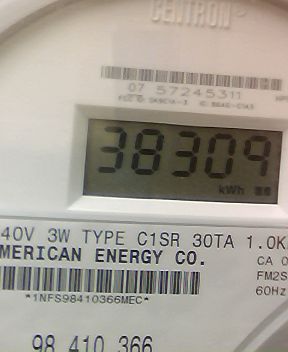 CENTRON®
07 57245311
38309
kWh
40V 3W TYPE C1SR 30TA 1.0K
MERICAN ENERGY CO.
CA 0
FM2S
60Hz
*1NFS98410366MEC*
98 410 366